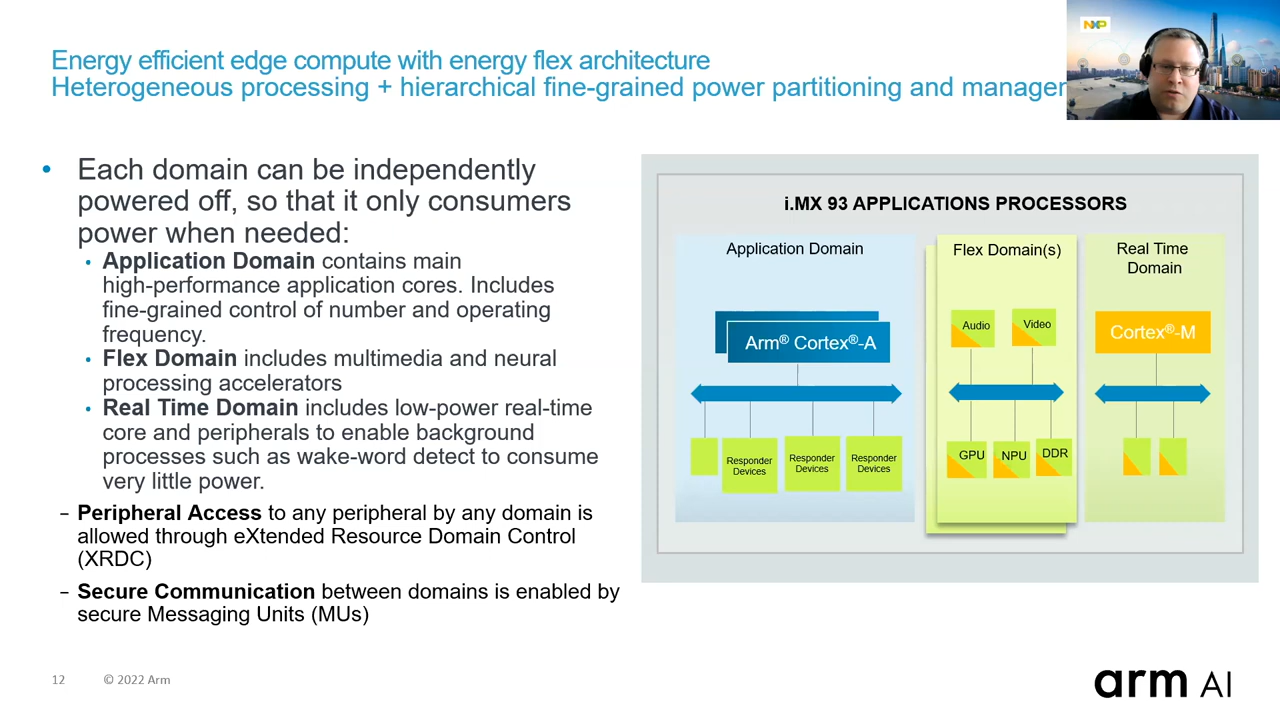 NXP
Energy efficient edge compute with energy flex architecture
Heterogeneous processing + hierarchical fine-grained power partitioning and manager
• Each domain can be independently
powered off, so that it only consumers
power when needed:
• Application Domain contains main
high-performance application cores. Includes
fine-grained control of number and operating
frequency.
• Flex Domain includes multimedia and neural
processing accelerators
• Real Time Domain includes low-power real-time
core and peripherals to enable background
processes such as wake-word detect to consume
very little power.
– Peripheral Access to any peripheral by any domain is
allowed through eXtended Resource Domain Control
(XRDC)
– Secure Communication between domains is enabled by
secure Messaging Units (MUs)
i.MX 93 APPLICATIONS PROCESSORS
Application Domain
Arm® Cortex®-A
Responder
Devices
Responder
Devices
Responder
Devices
Flex Domain(s)
Audio
Video
GPU
NPU
DDR
Real Time
Domain
Cortex®-M
12
© 2022 Arm
arm AI